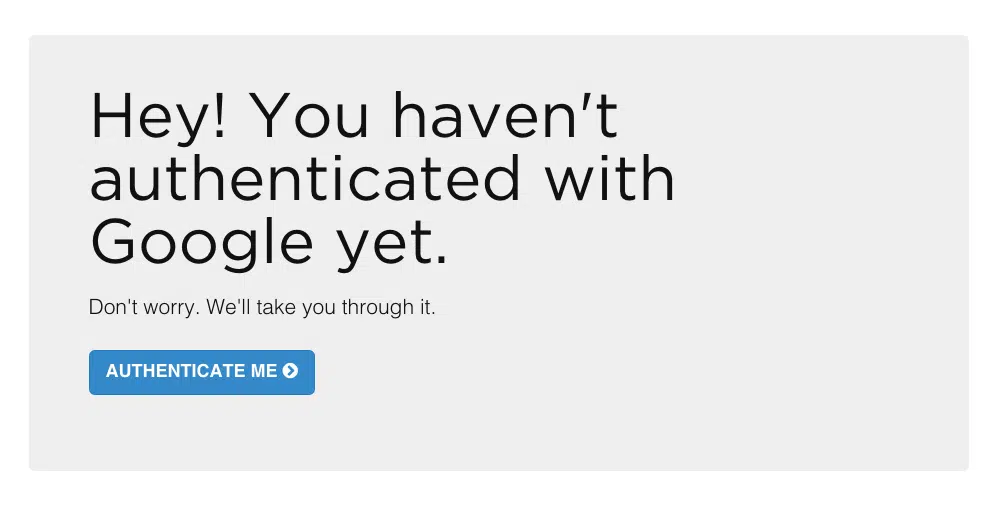 Hey! You haven't
authenticated with
Google yet.
Don't worry. We'll take you through it.
AUTHENTICATE ME